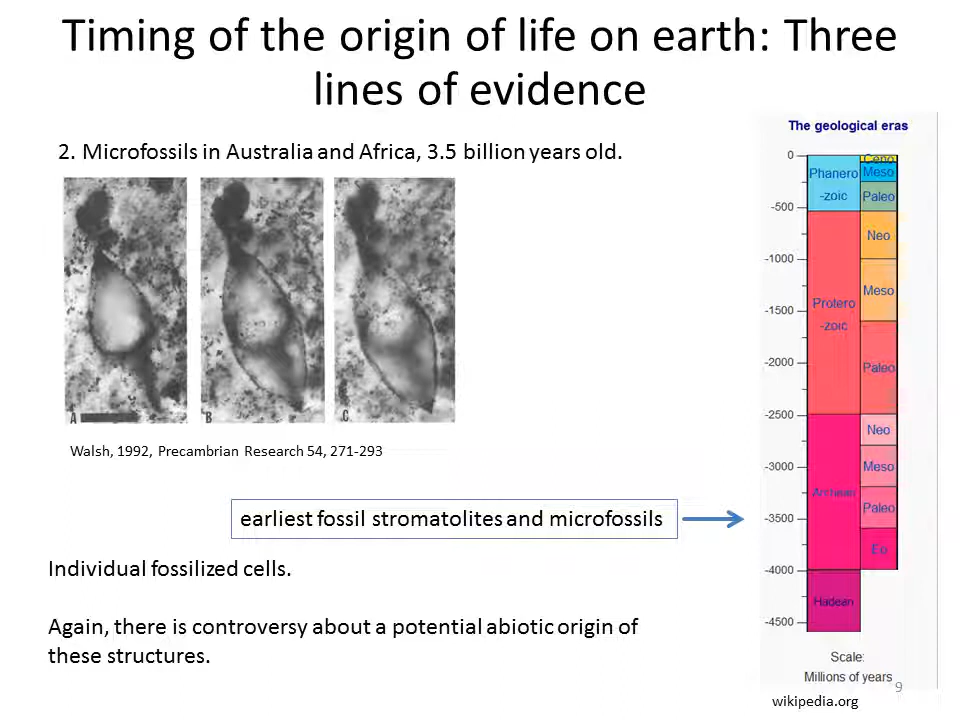 Timing of the origin of life on earth: Three
lines of evidence
2. Microfossils in Australia and Africa, 3.5 billion years old.
A
B
C
Walsh, 1992, Precambrian Research 54, 271-293
earliest fossil stromatolites and microfossils
Individual fossilized cells.
Again, there is controversy about a potential abiotic origin of
these structures.
The geological eras
0
-500
-1000
-1500
-2000
-2500
-3000
-3500
-4000
-4500
Phanero
-zoic
Protero
-zoic
Archean
Hadean
Ceno
Meso
Paleo
Neo
Meso
Paleo
Neo
Meso
Paleo
Eo
Scale:
Millions of years
9
wikipedia.org